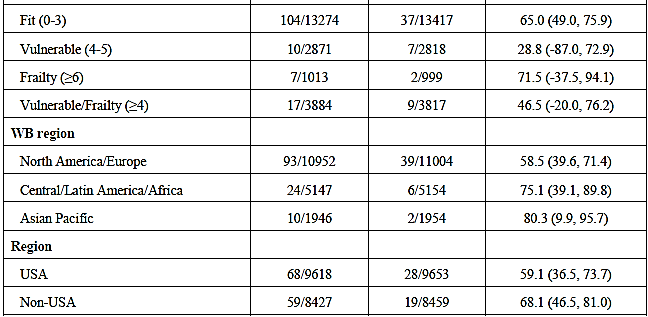 Fit (0-3) 104/13274 37/13417 65.0 (49.0, 75.9)
Vulnerable (4-5) 10/2871 7/2818 28.8 (-87.0, 72.9)
Frailty (≥6) 7/1013 2/999 71.5 (-37.5, 94.1)
Vulnerable/Frailty (≥4) 17/3884 9/3817 46.5 (-20.0, 76.2)
WB region
North America/Europe 93/10952 39/11004 58.5 (39.6, 71.4)
Central/Latin America/Africa 24/5147 6/5154 75.1 (39.1, 89.8)
Asian Pacific 10/1946 2/1954 80.3 (9.9, 95.7)
Region
USA 68/9618 28/9653 59.1 (36.5, 73.7)
Non-USA 59/8427 19/8459 68.1 (46.5, 81.0)